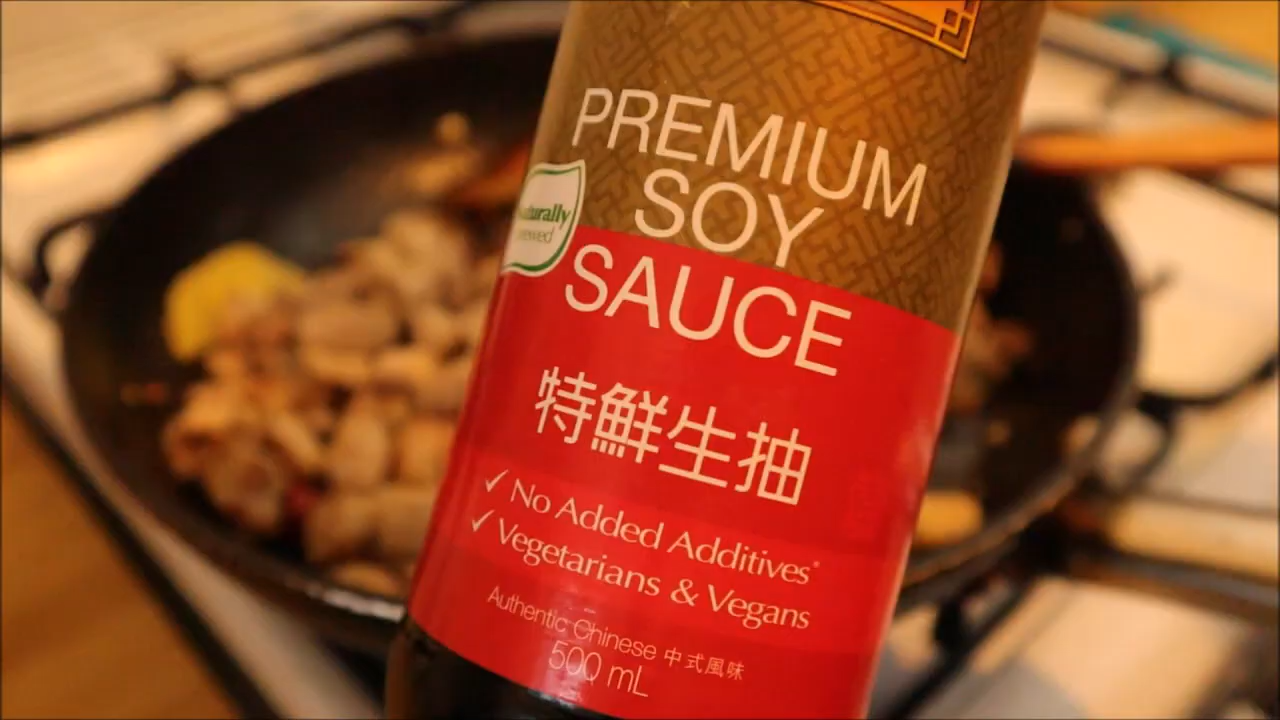 PREMIUM
SOY
SAUCE
Naturally
特鮮生抽
✓ No Added Additives*
✓ Vegetarians & Vegans
Authentic Chinese 中式風味
500 mL